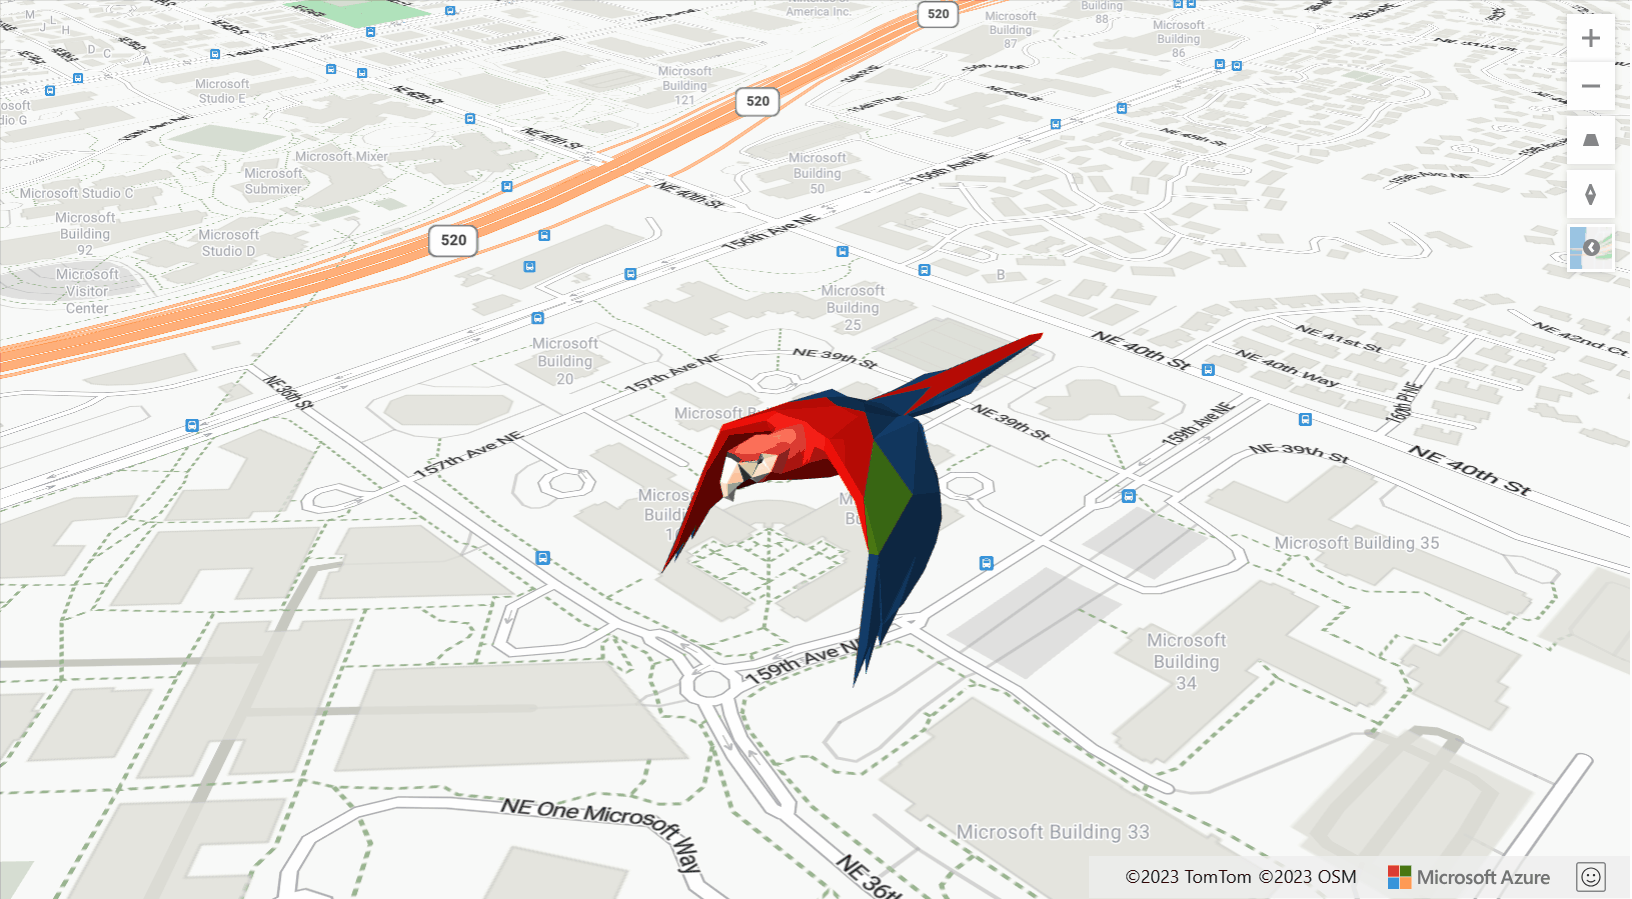 520
Microsoft
Building
87
Building
88
Microsoft
Building
86
America Inc.
M
L
J
H
D
C
A
Microsoft
Studio E
Microsoft
Building
121
520
NE 40th St
Microsoft Mixer
Microsoft
Submixer
Microsoft Studio C
Microsoft
Building
92
Microsoft
Studio D
Microsoft
Building
50
156th Ave NE
NE 40th St
156th Ave NE
520
Microsoft
Visitor
Center
B
Microsoft
Building
25
Microsoft
Building
20
157th Ave NE
NE 39th St
NE 40th St
NE 41st St
NE 42nd Ct
NE 40th Way
160th Pl NE
NE 36th St
157th Ave NE
NE 39th St
159th Ave NE
NE 39th St
NE 40th St
Microsoft Building 35
Microsoft
Building
34
159th Ave NE
NE One Microsoft Way
Microsoft Building 33
NE 36th
©2023 TomTom ©2023 OSM
Microsoft Azure